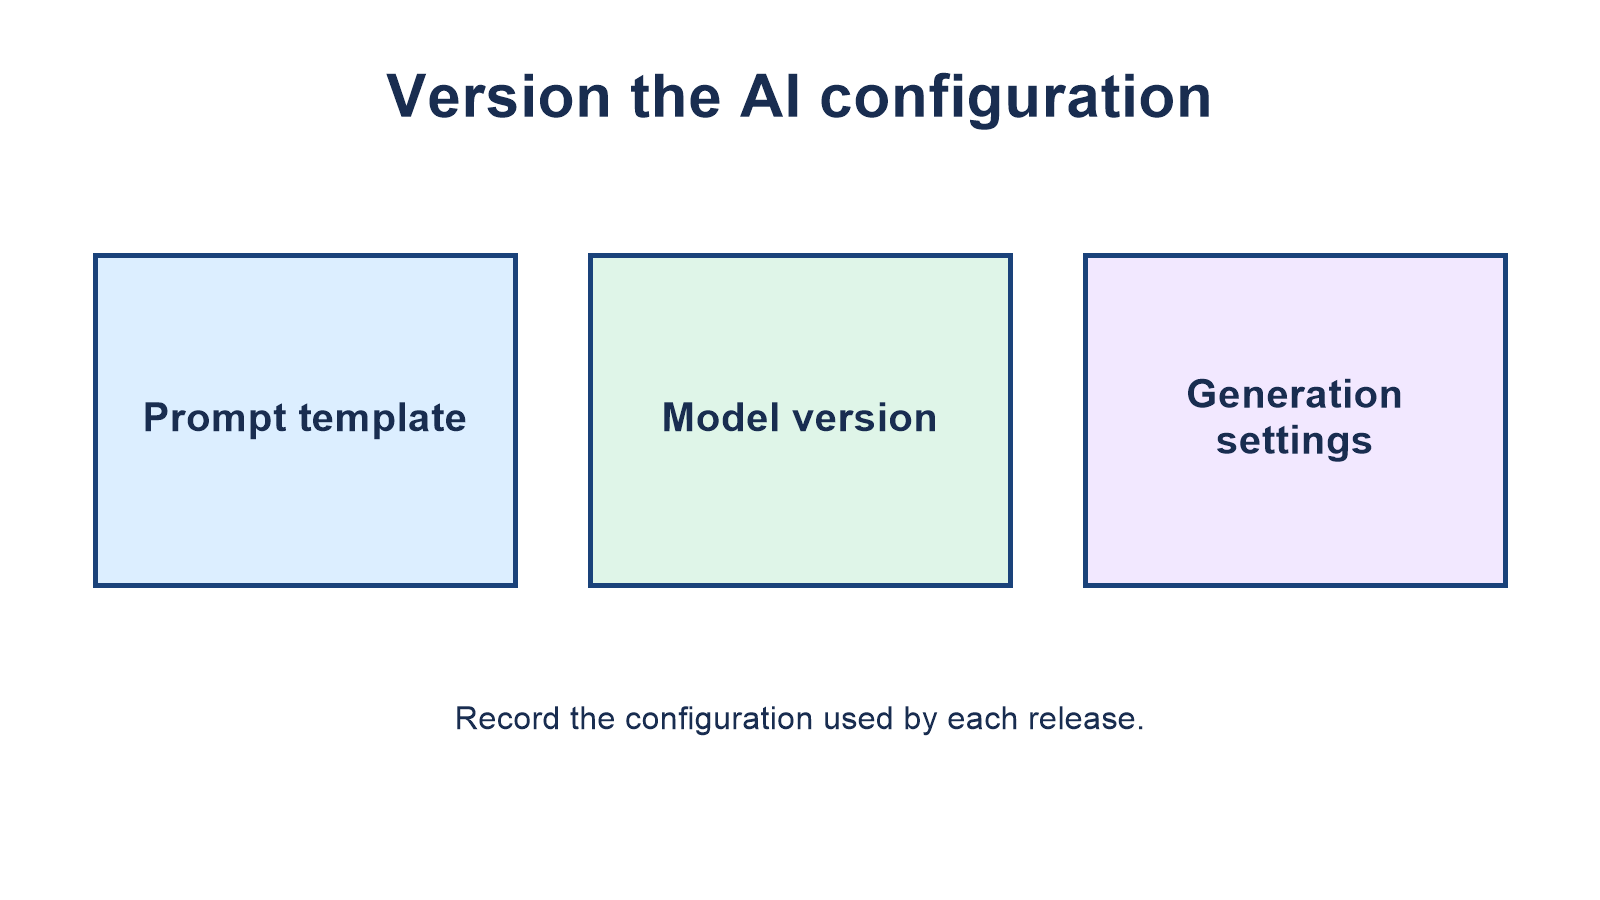 Version the AI configuration
Prompt template
Model version
Generation
settings
Record the configuration used by each release.